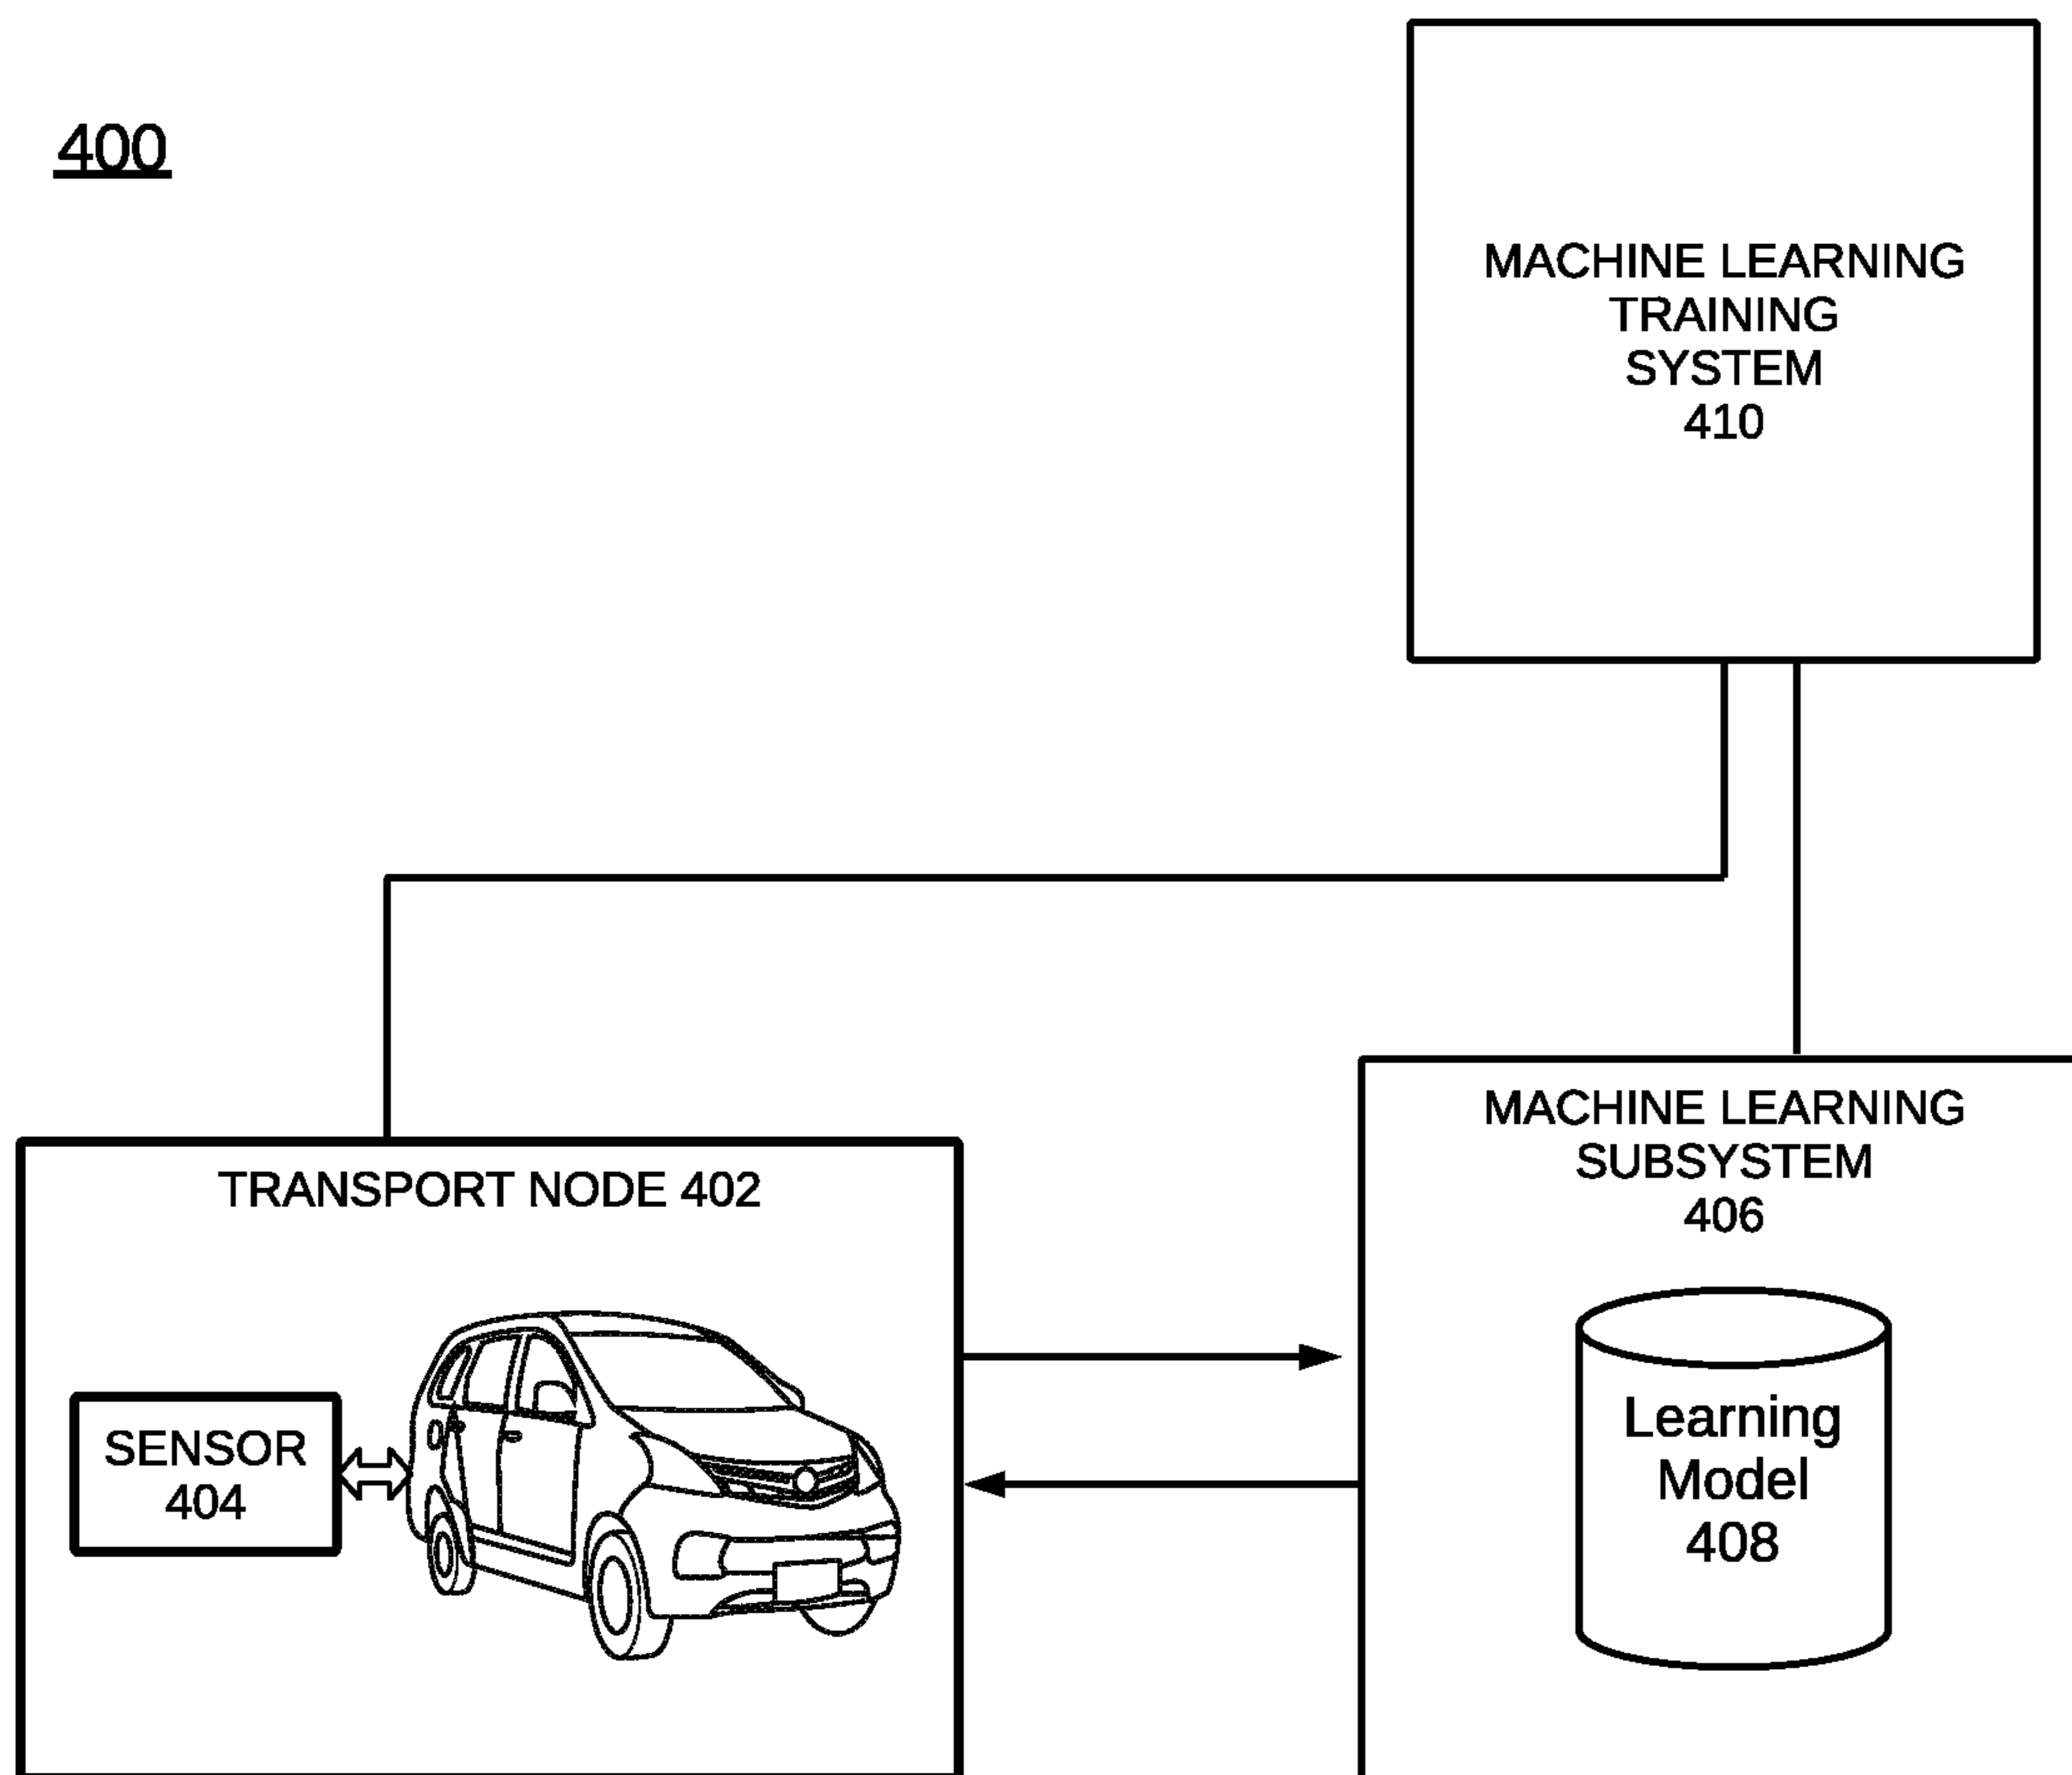 400
MACHINE LEARNING
TRAINING
SYSTEM
410
TRANSPORT NODE 402
SENSOR
404
MACHINE LEARNING
SUBSYSTEM
406
Learning
Model
408